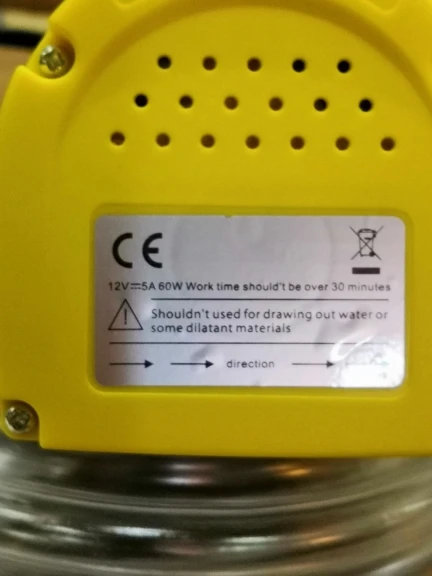 CE
12V⎓5A 60W Work time should't be over 30 minutes
Shouldn't used for drawing out water or
some dilatant materials
direction